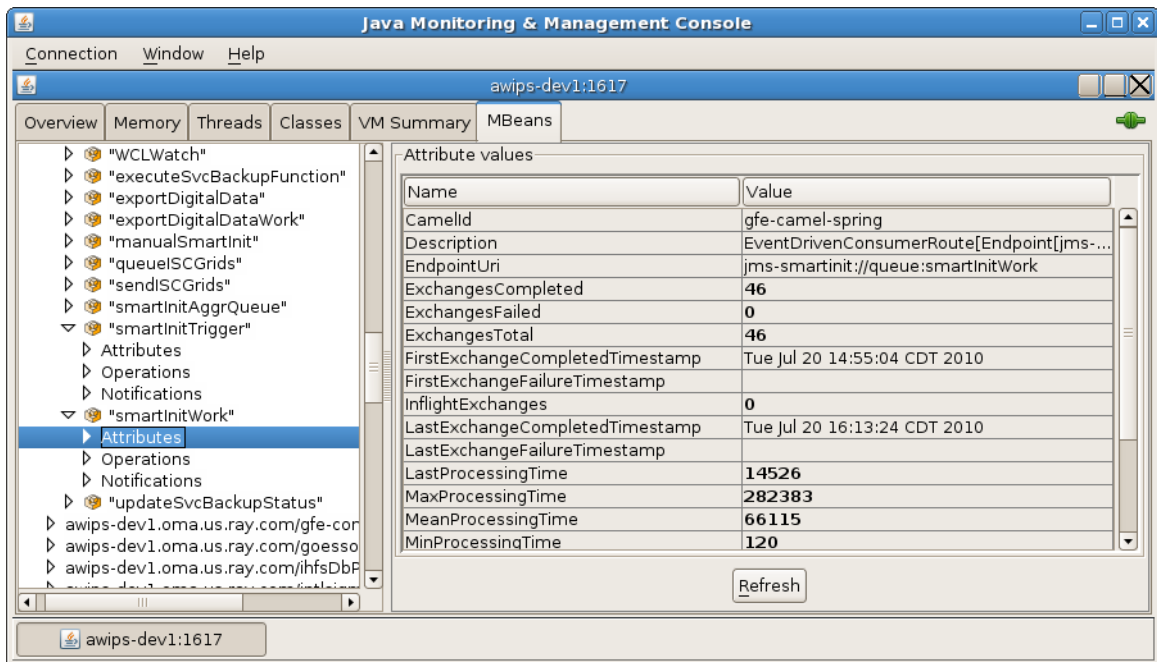 Java Monitoring & Management Console
Connection Window Help
awips-dev1:1617
Overview Memory Threads Classes VM Summary MBeans
"WCLWatch"
"executeSvcBackupFunction"
"exportDigitalData"
"exportDigitalDataWork"
"manualSmartInit"
"queueISCGrids"
"sendISCGrids"
"smartInitAggrQueue"
"smartInitTrigger"
Attributes
Operations
Notifications
"smartInitWork"
Attributes
Operations
Notifications
"updateSvcBackupStatus"
awips-dev1.oma.us.ray.com/gfe-cor
awips-dev1.oma.us.ray.com/goesso
awips-dev1.oma.us.ray.com/ihfsDbP
Attribute values
Name Value
CamelId gfe-camel-spring
Description EventDrivenConsumerRoute[Endpoint[jms-...
EndpointUri jms-smartinit://queue:smartInitWork
ExchangesCompleted 46
ExchangesFailed 0
ExchangesTotal 46
FirstExchangeCompletedTimestamp Tue Jul 20 14:55:04 CDT 2010
FirstExchangeFailureTimestamp
InflightExchanges 0
LastExchangeCompletedTimestamp Tue Jul 20 16:13:24 CDT 2010
LastExchangeFailureTimestamp
LastProcessingTime 14526
MaxProcessingTime 282383
MeanProcessingTime 66115
MinProcessingTime 120
Refresh
awips-dev1:1617